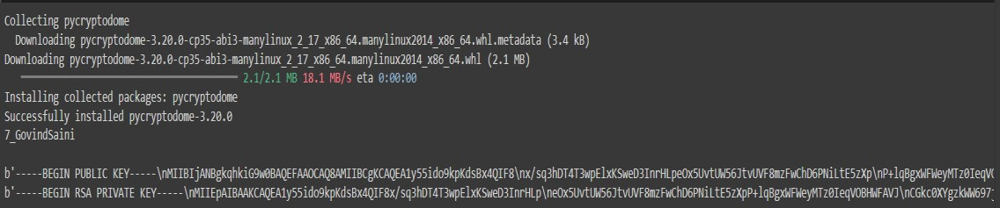 Collecting pycryptodome
Downloading pycryptodome-3.20.0-cp35-abi3-manylinux_2_17_x86_64.manylinux2014_x86_64.whl.metadata (3.4 kB)
Downloading pycryptodome-3.20.0-cp35-abi3-manylinux_2_17_x86_64.manylinux2014_x86_64.whl (2.1 MB)
2.1/2.1 MB 18.1 MB/s eta 0:00:00
Installing collected packages: pycryptodome
Successfully installed pycryptodome-3.20.0
7_GovindSaini
b'-----BEGIN PUBLIC KEY-----\nMIIBIjANBgkqhkiG9w0BAQEFAAOCAQ8AMIIBCgKCAQEA1y55ido9kpKdsBx4QIF8\nx/sq3hDT4T3wpElxKSweD3InrHLpeOx5UvtUW56JtvUVF8mzFwChD6PNiLtE5zXp\nP+lqBgxWFWeyMTz0IeqV
b'-----BEGIN RSA PRIVATE KEY-----\nMIIEpAIBAAKCAQEA1y55ido9kpKdsBx4QIF8x/sq3hDT4T3wpElxKSweD3InrHLp\neOx5UvtUW56JtvUVF8mzFwChD6PNiLtE5zXpP+lqBgxWFWeyMTz0IeqVOBHWFAVJ\nCGkc0XYgzkWW697